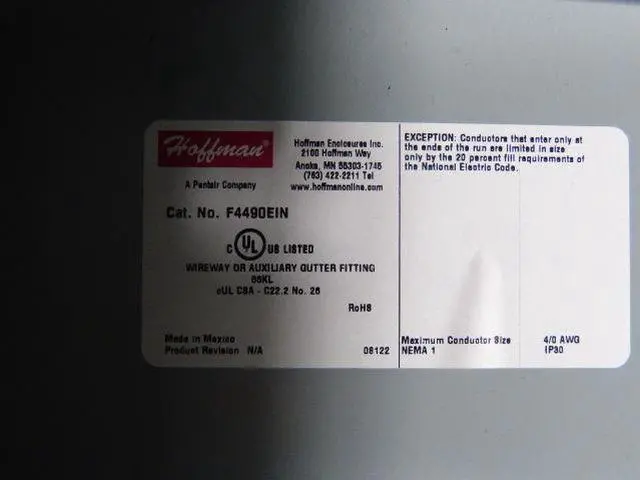 Hoffman®
A Pentair Company
Hoffman Enclosures Inc.
2100 Hoffman Way
Anoka, MN 55303-1745
(763) 422-2211 Tel
www.hoffmanonline.com
Cat. No. F4490EIN
C UL US LISTED
WIREWAY OR AUXILIARY GUTTER FITTING
85KL
cUL CSA - C22.2 No. 26
RoHS
Made in Mexico
Product Revision N/A
08122
EXCEPTION: Conductors that enter only at
the ends of the run are limited in size
only by the 20 percent fill requirements of
the National Electric Code.
Maximum Conductor Size 4/0 AWG
NEMA 1 IP30